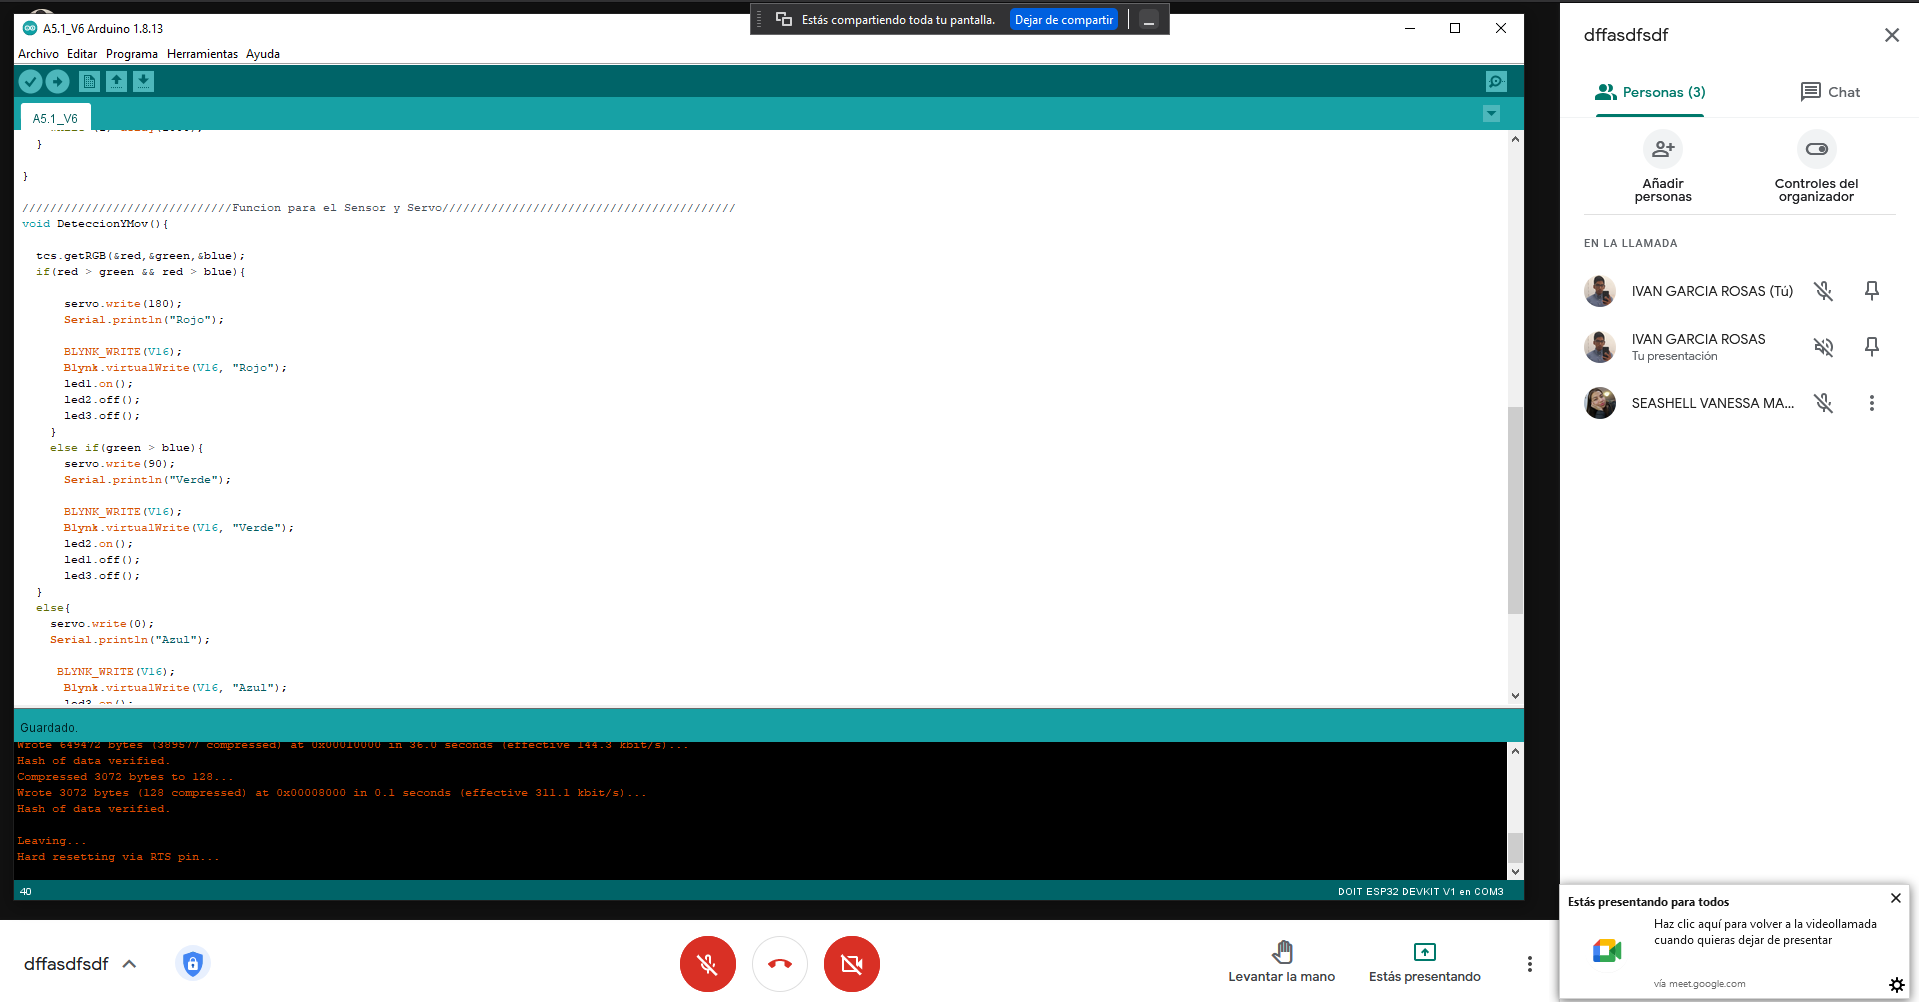 Estás compartiendo toda tu pantalla.
Dejar de compartir
A5.1_V6 Arduino 1.8.13
Archivo Editar Programa Herramientas Ayuda
A5.1_V6
}
}
//////////////////////////////Funcion para el Sensor y Servo//////////////////////////////////////////
void DeteccionYMov(){
tcs.getRGB(&red,&green,&blue);
if(red > green && red > blue){
servo.write(180);
Serial.println("Rojo");
BLYNK_WRITE(V16);
Blynk.virtualWrite(V16, "Rojo");
led1.on();
led2.off();
led3.off();
}
else if(green > blue){
servo.write(90);
Serial.println("Verde");
BLYNK_WRITE(V16);
Blynk.virtualWrite(V16, "Verde");
led2.on();
led1.off();
led3.off();
}
else{
servo.write(0);
Serial.println("Azul");
BLYNK_WRITE(V16);
Blynk.virtualWrite(V16, "Azul");
led3.on();
Guardado.
Wrote 649472 bytes (389577 compressed) at 0x00010000 in 36.0 seconds (effective 144.3 kbit/s)...
Hash of data verified.
Compressed 3072 bytes to 128...
Wrote 3072 bytes (128 compressed) at 0x00008000 in 0.1 seconds (effective 311.1 kbit/s)...
Hash of data verified.
Leaving...
Hard resetting via RTS pin...
40
DOIT ESP32 DEVKIT V1 en COM3
dffasdfsdf
Levantar la mano
Estás presentando
dffasdfsdf
Personas (3)
Chat
Añadir personas
Controles del organizador
EN LA LLAMADA
IVAN GARCIA ROSAS (Tú)
IVAN GARCIA ROSAS
Tu presentación
SEASHELL VANESSA MA...
Estás presentando para todos
Haz clic aquí para volver a la videollamada
cuando quieras dejar de presentar
vía meet.google.com